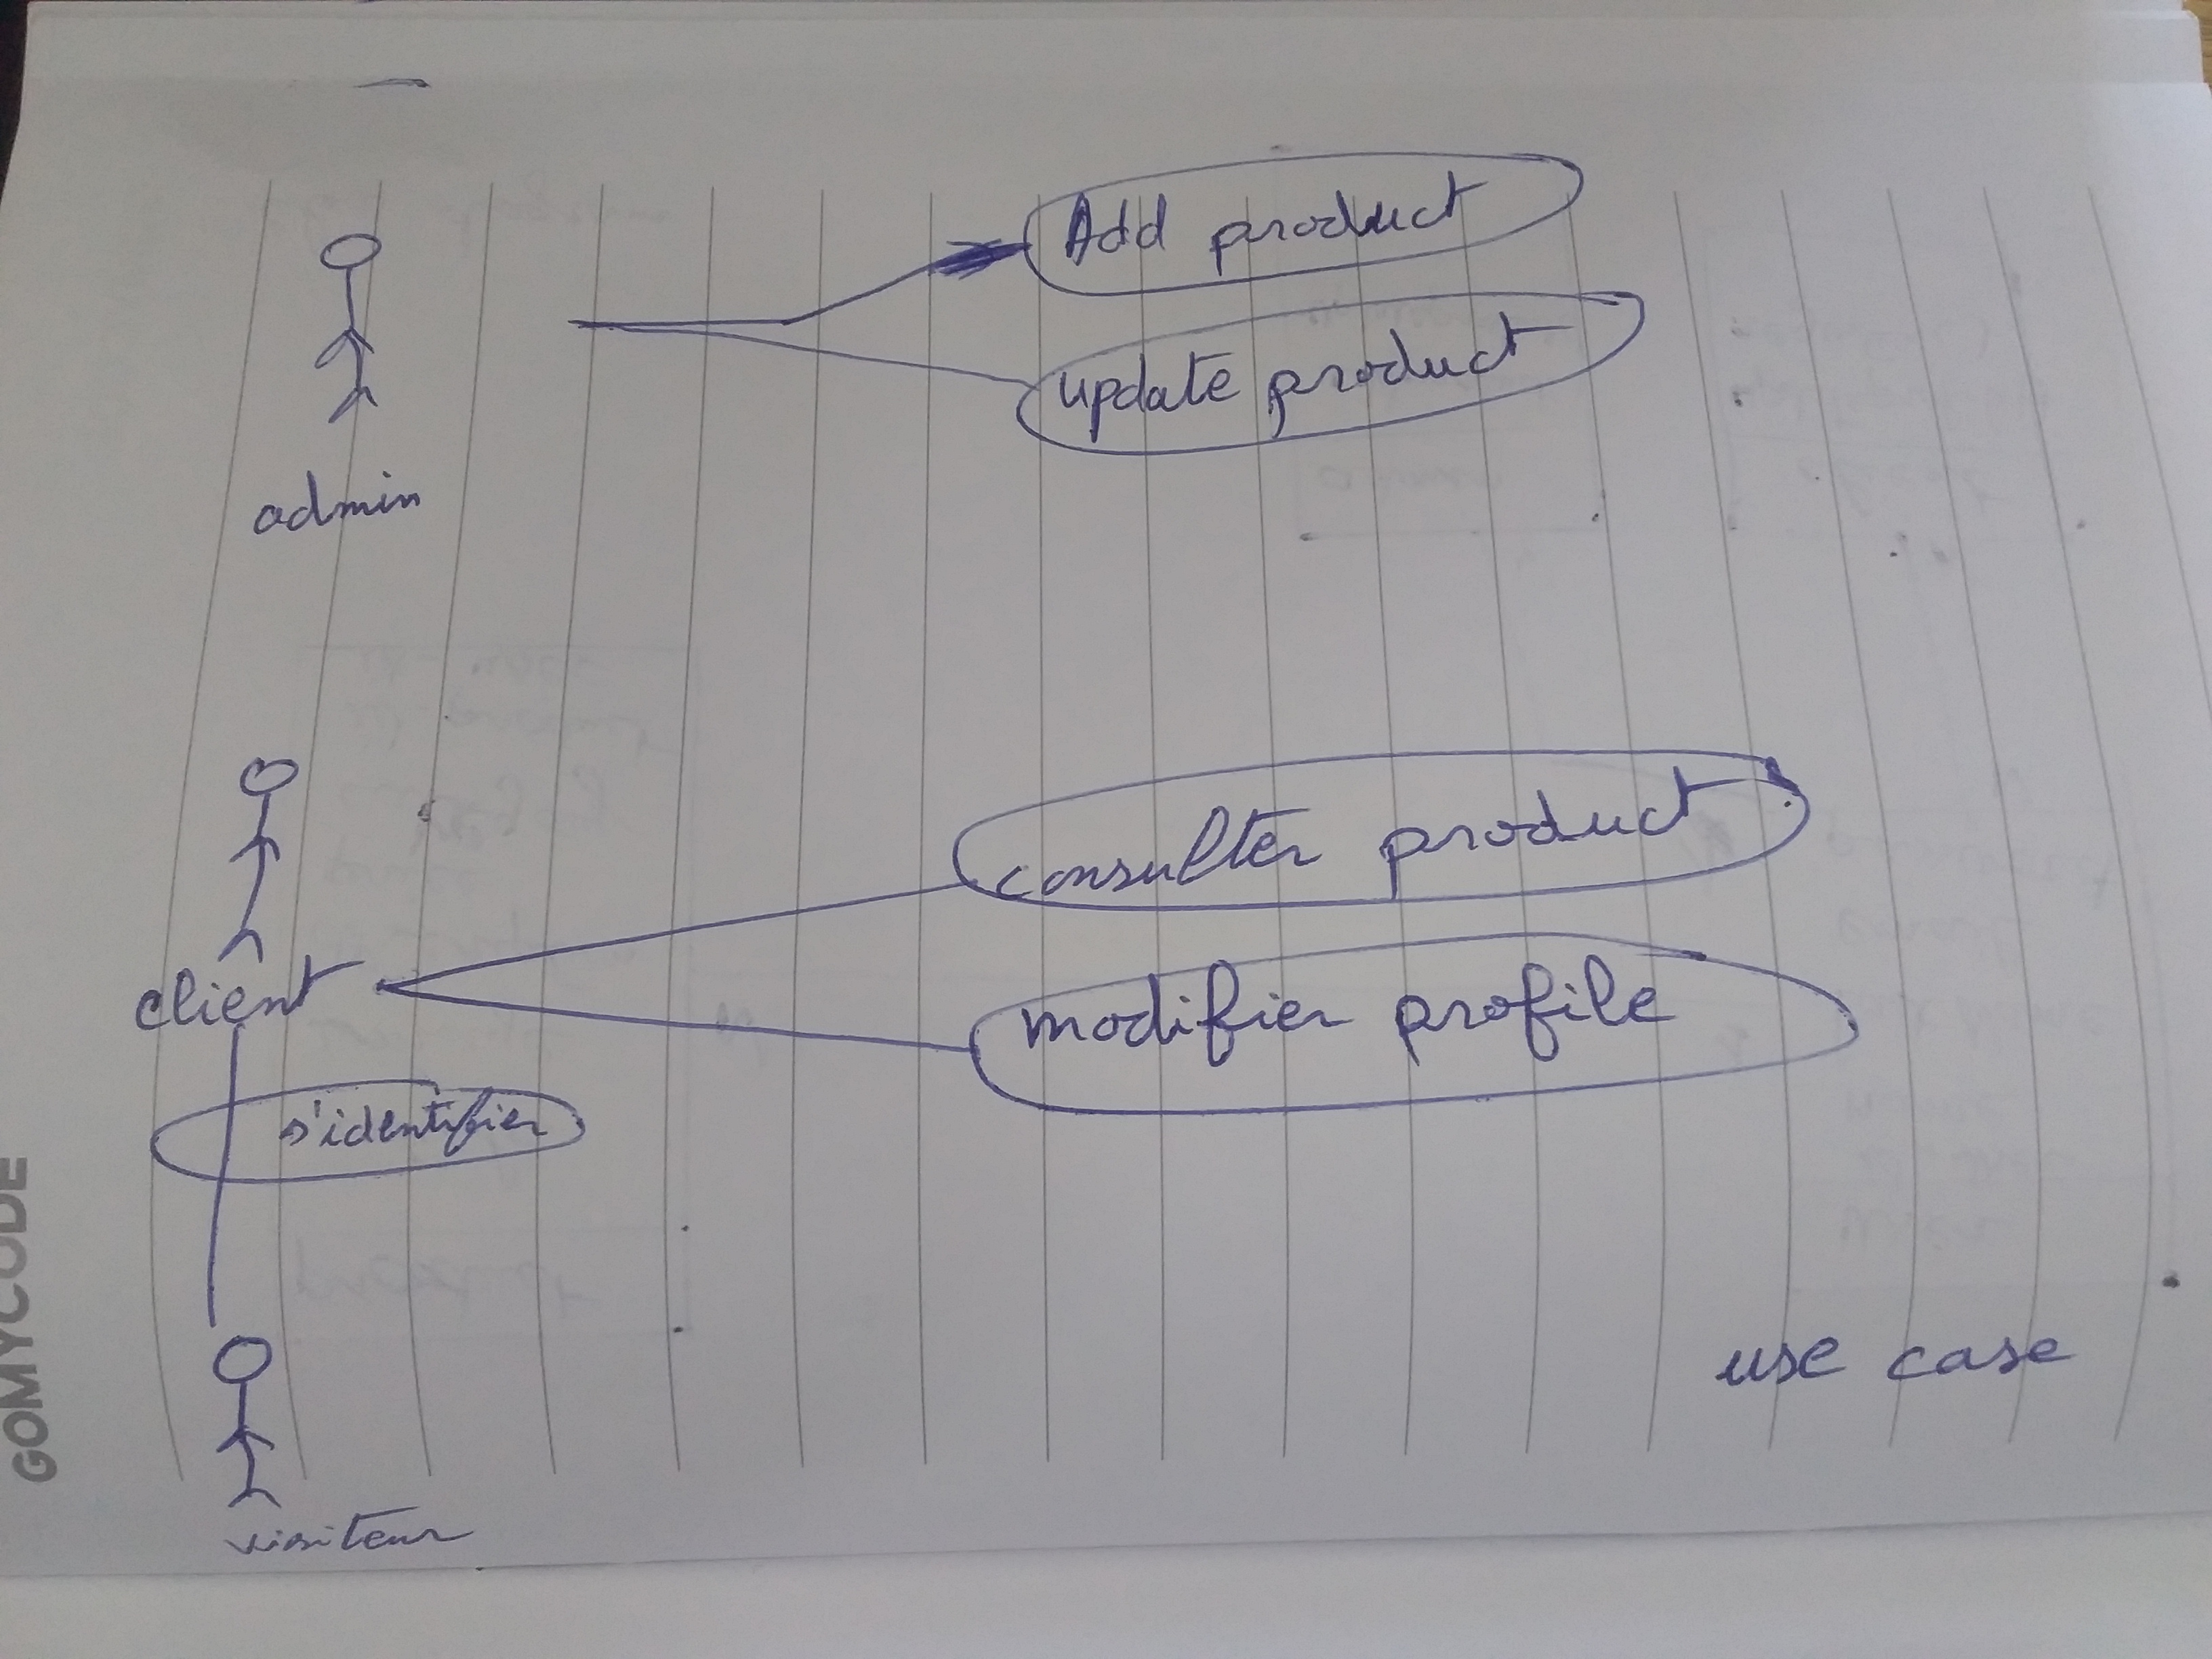 GOMYCODE
admin
Add product
update product
client
consulter product
modifier profile
s'identifier
visiteur
use case